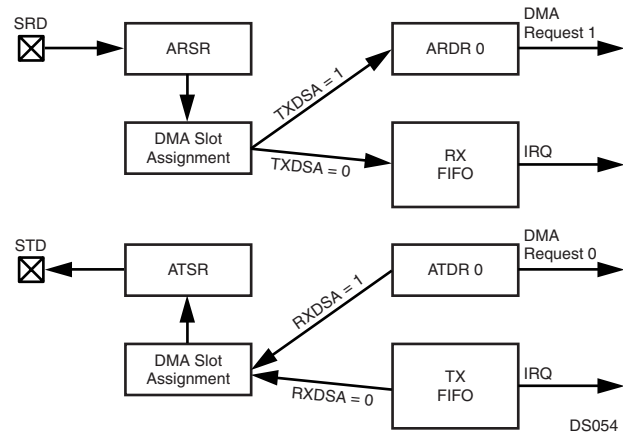 SRD
ARSR
TXDSA = 1
ARDR 0
DMA
Request 1
DMA Slot
Assignment
TXDSA = 0
RX
FIFO
IRQ
STD
ATSR
RXDSA = 1
ATDR 0
DMA
Request 0
DMA Slot
Assignment
RXDSA = 0
TX
FIFO
IRQ
DS054